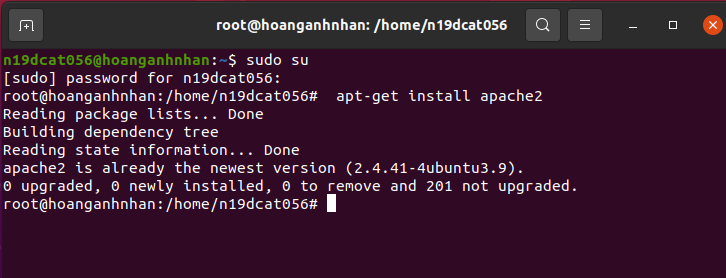 root@hoanganhnhan: /home/n19dcat056
n19dcat056@hoanganhnhan:~$ sudo su
[sudo] password for n19dcat056:
root@hoanganhnhan:/home/n19dcat056#  apt-get install apache2
Reading package lists... Done
Building dependency tree
Reading state information... Done
apache2 is already the newest version (2.4.41-4ubuntu3.9).
0 upgraded, 0 newly installed, 0 to remove and 201 not upgraded.
root@hoanganhnhan:/home/n19dcat056#